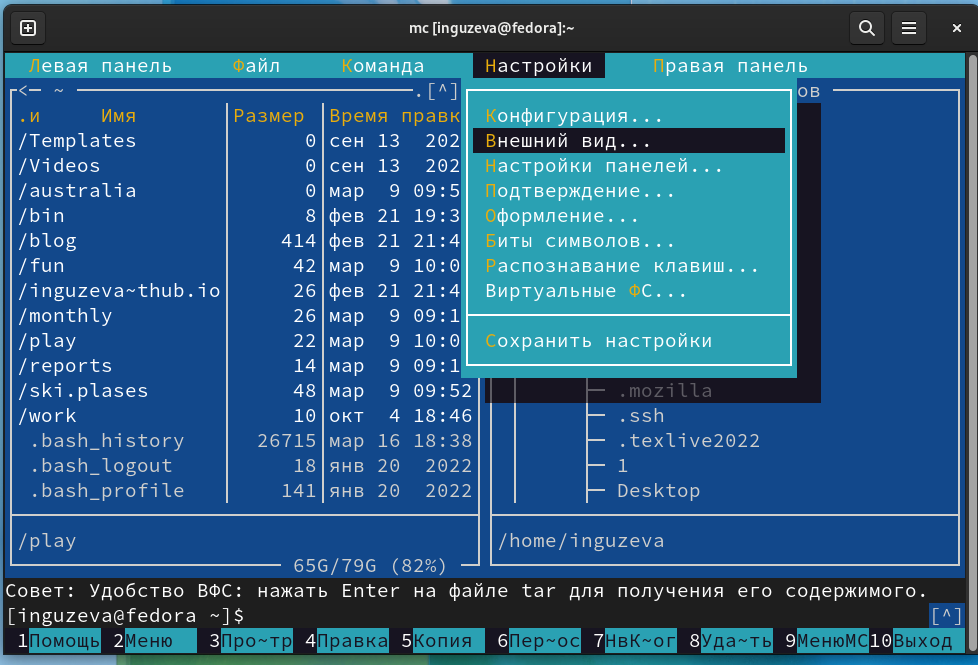 mc [inguzeva@fedora]:~
Левая панель Файл Команда Настройки Правая панель
<— ~ .[^] ов
.и Имя Размер Время правк Конфигурация...
/Templates 0 сен 13 202 Внешний вид...
/Videos 0 сен 13 202 Настройки панелей...
/australia 0 мар 9 09:5 Подтверждение...
/bin 8 фев 21 19:3 Оформление...
/blog 414 фев 21 21:4 Биты символов...
/fun 42 мар 9 10:0 Распознавание клавиш...
/inguzeva~thub.io 26 фев 21 21:4 Виртуальные ФС...
/monthly 26 мар 9 09:1
/play 22 мар 9 10:0 Сохранить настройки
/reports 14 мар 9 09:1
/ski.plases 48 мар 9 09:52 .mozilla
/work 10 окт 4 18:46 .ssh
.bash_history 26715 мар 16 18:38 .texlive2022
.bash_logout 18 янв 20 2022 1
.bash_profile 141 янв 20 2022 Desktop
/play /home/inguzeva
65G/79G (82%)
Совет: Удобство ВФС: нажать Enter на файле tar для получения его содержимого.
[inguzeva@fedora ~]$ [^]
1Помощь 2Меню 3Про~тр 4Правка 5Копия 6Пер~ос 7НвК~ог 8Уда~ть 9МенюMC 10Выход